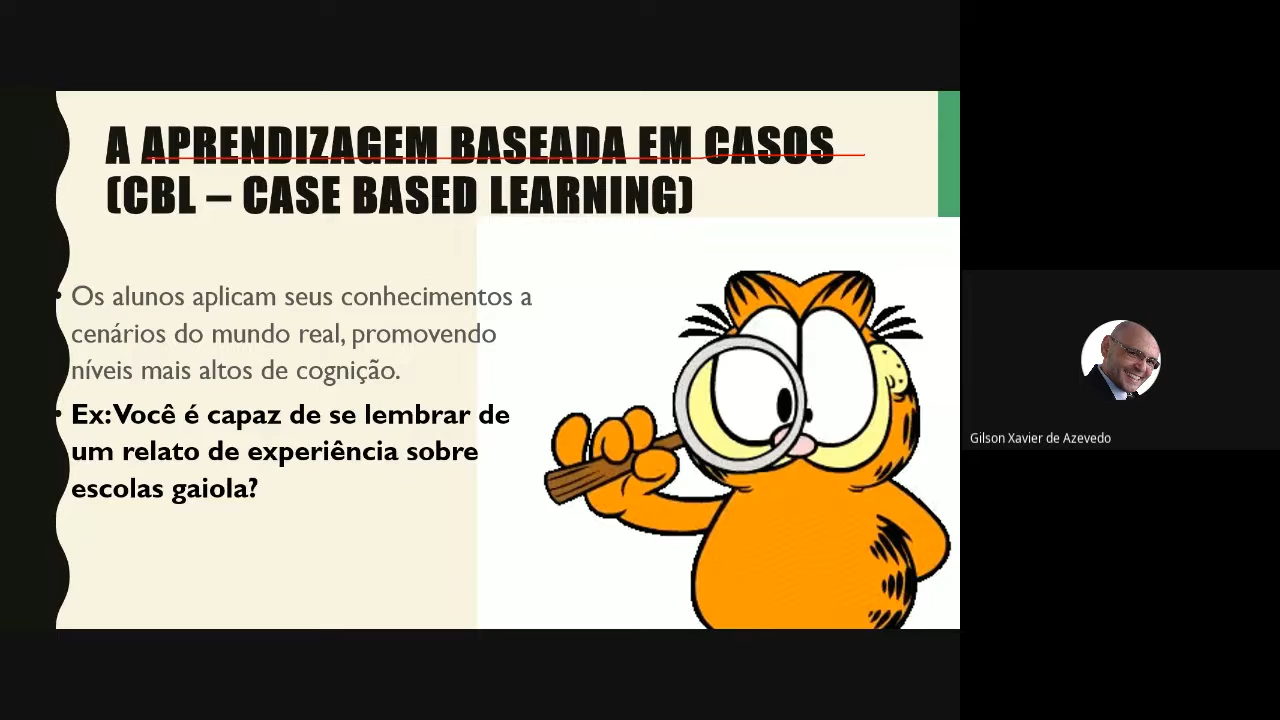 A APRENDIZAGEM BASEADA EM CASOS
(CBL – CASE BASED LEARNING)
• Os alunos aplicam seus conhecimentos a
cenários do mundo real, promovendo
níveis mais altos de cognição.
• Ex: Você é capaz de se lembrar de
um relato de experiência sobre
escolas gaiola?
Gilson Xavier de Azevedo